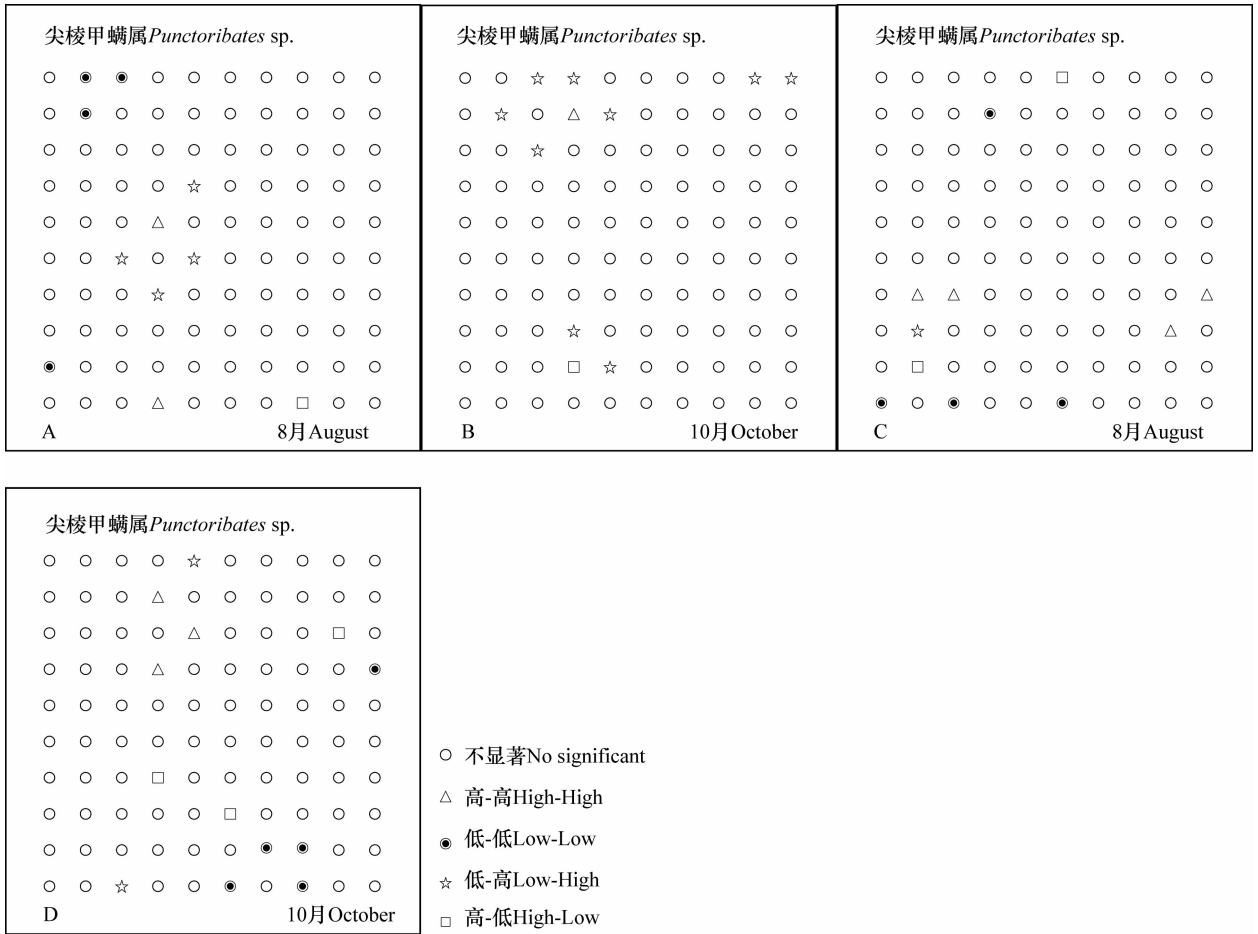 尖棱甲螨属Punctoribates sp.
A
8月August
尖棱甲螨属Punctoribates sp.
B
10月October
尖棱甲螨属Punctoribates sp.
C
8月August
尖棱甲螨属Punctoribates sp.
D
10月October
不显著No significant
高-高High-High
低-低Low-Low
低-高Low-High
高-低High-Low